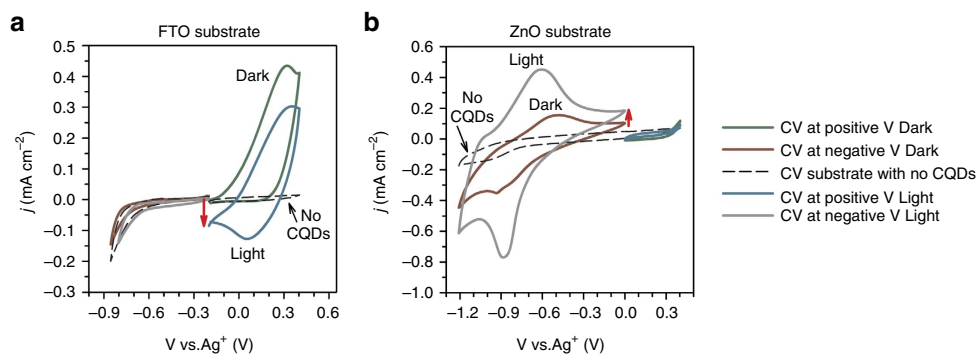 a
FTO substrate
0.5
0.4
0.3
0.2
0.1
0.0
–0.1
–0.2
–0.3
j (mA cm⁻²)
Dark
Light
No
CQDs
–0.9 –0.6 –0.3 0.0 0.3 0.6
V vs.Ag⁺ (V)
b
ZnO substrate
0.6
0.4
0.2
0.0
–0.2
–0.4
–0.6
–0.8
–1.0
j (mA cm⁻²)
Light
No
CQDs
Dark
–1.2 –0.8 –0.4 0.0 0.4
V vs.Ag⁺ (V)
CV at positive V Dark
CV at negative V Dark
CV substrate with no CQDs
CV at positive V Light
CV at negative V Light